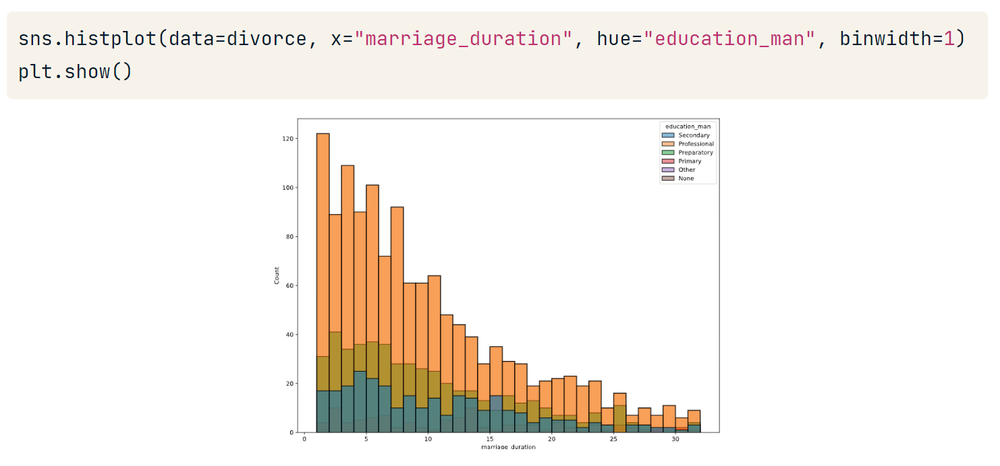 sns.histplot(data=divorce, x="marriage_duration", hue="education_man", binwidth=1)
plt.show()
education_man
Secondary
Professional
Preparatory
Primary
Other
None
120
100
80
60
40
20
0
Count
0 5 10 15 20 25 30
marriage_duration